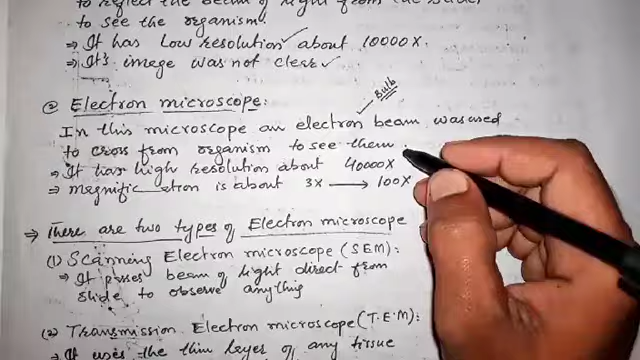 to reflect the beam of light from the
to see the organism.
⇒ It has Low resolution ✓ about 10000X.
⇒ It's image was not clear ✓
② Electron microscope:
Bulb
In this microscope an electron beam was used
to cross from organism to see them.
⇒ It has high resolution about 40000X
⇒ magnification is about 3X → 100X
⇒ There are two types of Electron microscope
(1) Scanning Electron microscope (SEM):
⇒ It passes beam of light direct from
slide to observe anything
(2) Transmission Electron microscope (T.E.M):
⇒ It uses the thin layer of any tissue